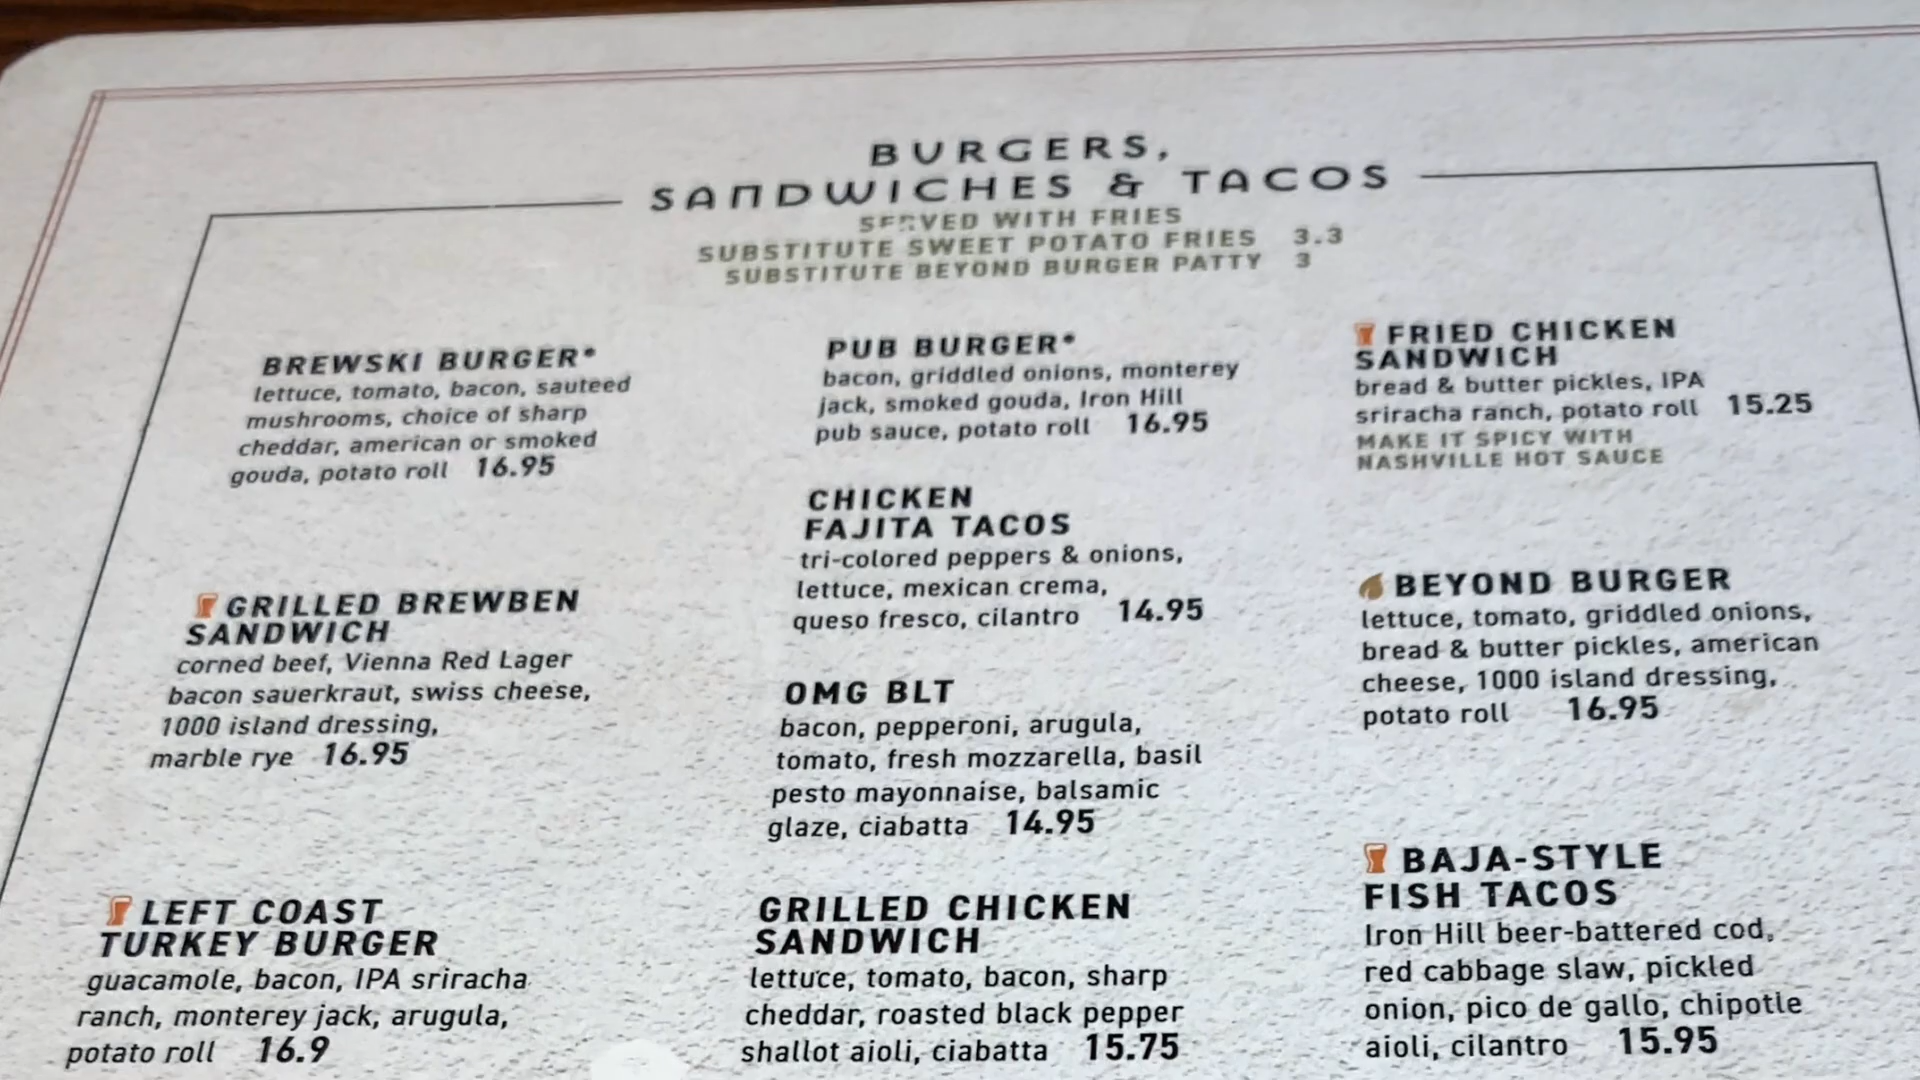 BURGERS,
SANDWICHES & TACOS
SERVED WITH FRIES
SUBSTITUTE SWEET POTATO FRIES 3.3
SUBSTITUTE BEYOND BURGER PATTY 3
BREWSKI BURGER*
lettuce, tomato, bacon, sauteed
mushrooms, choice of sharp
cheddar, american or smoked
gouda, potato roll 16.95
GRILLED BREWBEN
SANDWICH
corned beef, Vienna Red Lager
bacon sauerkraut, swiss cheese,
1000 island dressing,
marble rye 16.95
LEFT COAST
TURKEY BURGER
guacamole, bacon, IPA sriracha
ranch, monterey jack, arugula,
potato roll 16.9
PUB BURGER*
bacon, griddled onions, monterey
jack, smoked gouda, Iron Hill
pub sauce, potato roll 16.95
CHICKEN
FAJITA TACOS
tri-colored peppers & onions,
lettuce, mexican crema,
queso fresco, cilantro 14.95
OMG BLT
bacon, pepperoni, arugula,
tomato, fresh mozzarella, basil
pesto mayonnaise, balsamic
glaze, ciabatta 14.95
GRILLED CHICKEN
SANDWICH
lettuce, tomato, bacon, sharp
cheddar, roasted black pepper
shallot aioli, ciabatta 15.75
FRIED CHICKEN
SANDWICH
bread & butter pickles, IPA
sriracha ranch, potato roll 15.25
MAKE IT SPICY WITH
NASHVILLE HOT SAUCE
BEYOND BURGER
lettuce, tomato, griddled onions,
bread & butter pickles, american
cheese, 1000 island dressing,
potato roll 16.95
BAJA-STYLE
FISH TACOS
Iron Hill beer-battered cod,
red cabbage slaw, pickled
onion, pico de gallo, chipotle
aioli, cilantro 15.95